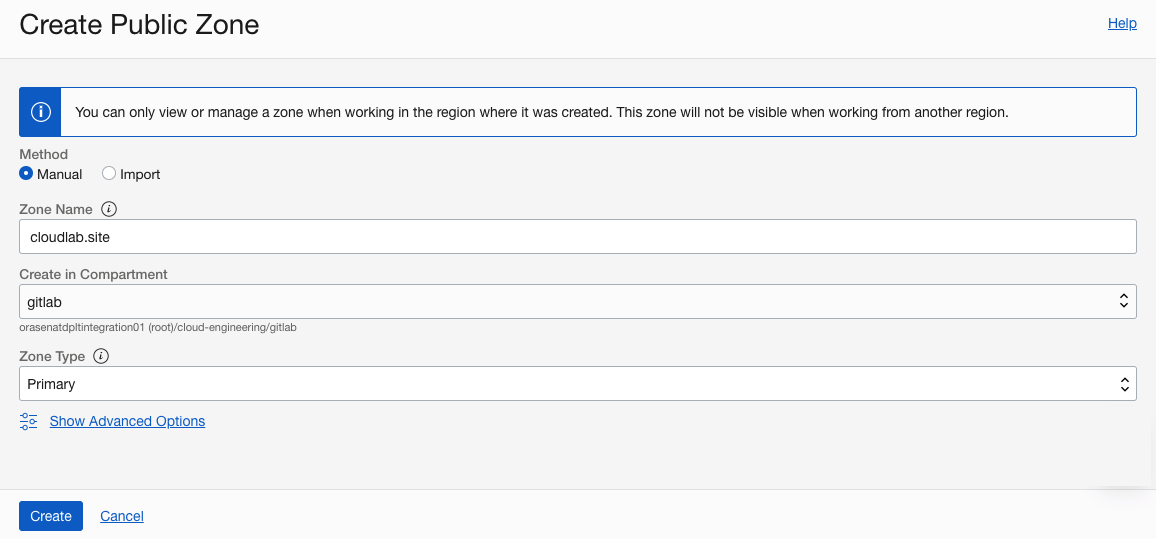 Create Public Zone
Help
You can only view or manage a zone when working in the region where it was created. This zone will not be visible when working from another region.
Method
Manual Import
Zone Name
cloudlab.site
Create in Compartment
gitlab
orasenatdpltintegration01 (root)/cloud-engineering/gitlab
Zone Type
Primary
Show Advanced Options
Create Cancel